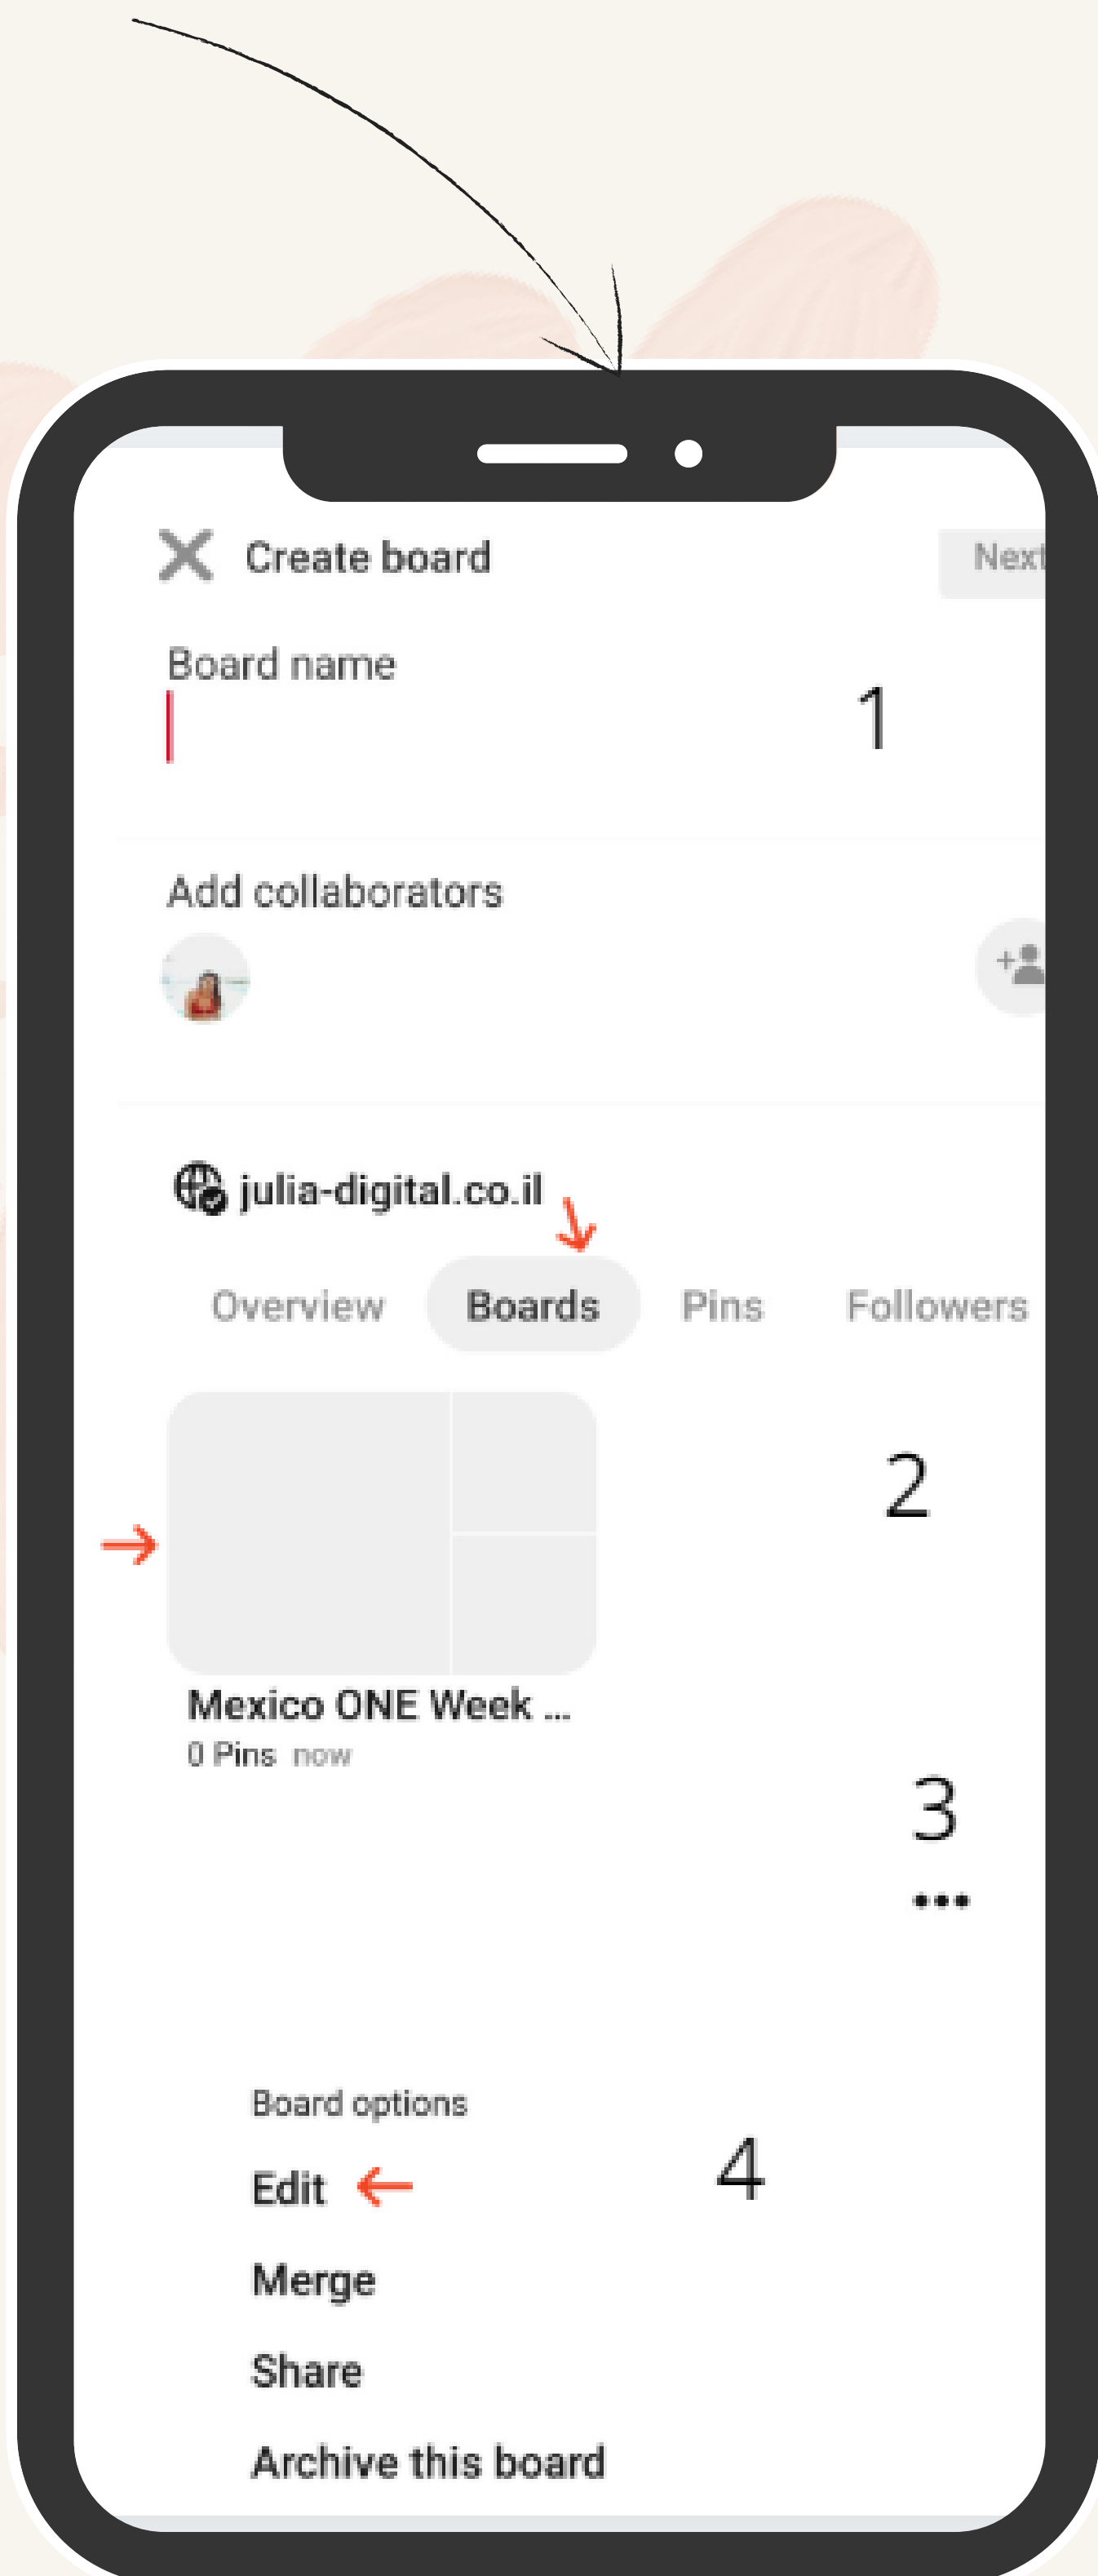 Create board
Next
Board name
1
Add collaborators
julia-digital.co.il
Overview Boards Pins Followers
2
Mexico ONE Week ...
0 Pins now
3
•••
Board options
Edit
4
Merge
Share
Archive this board